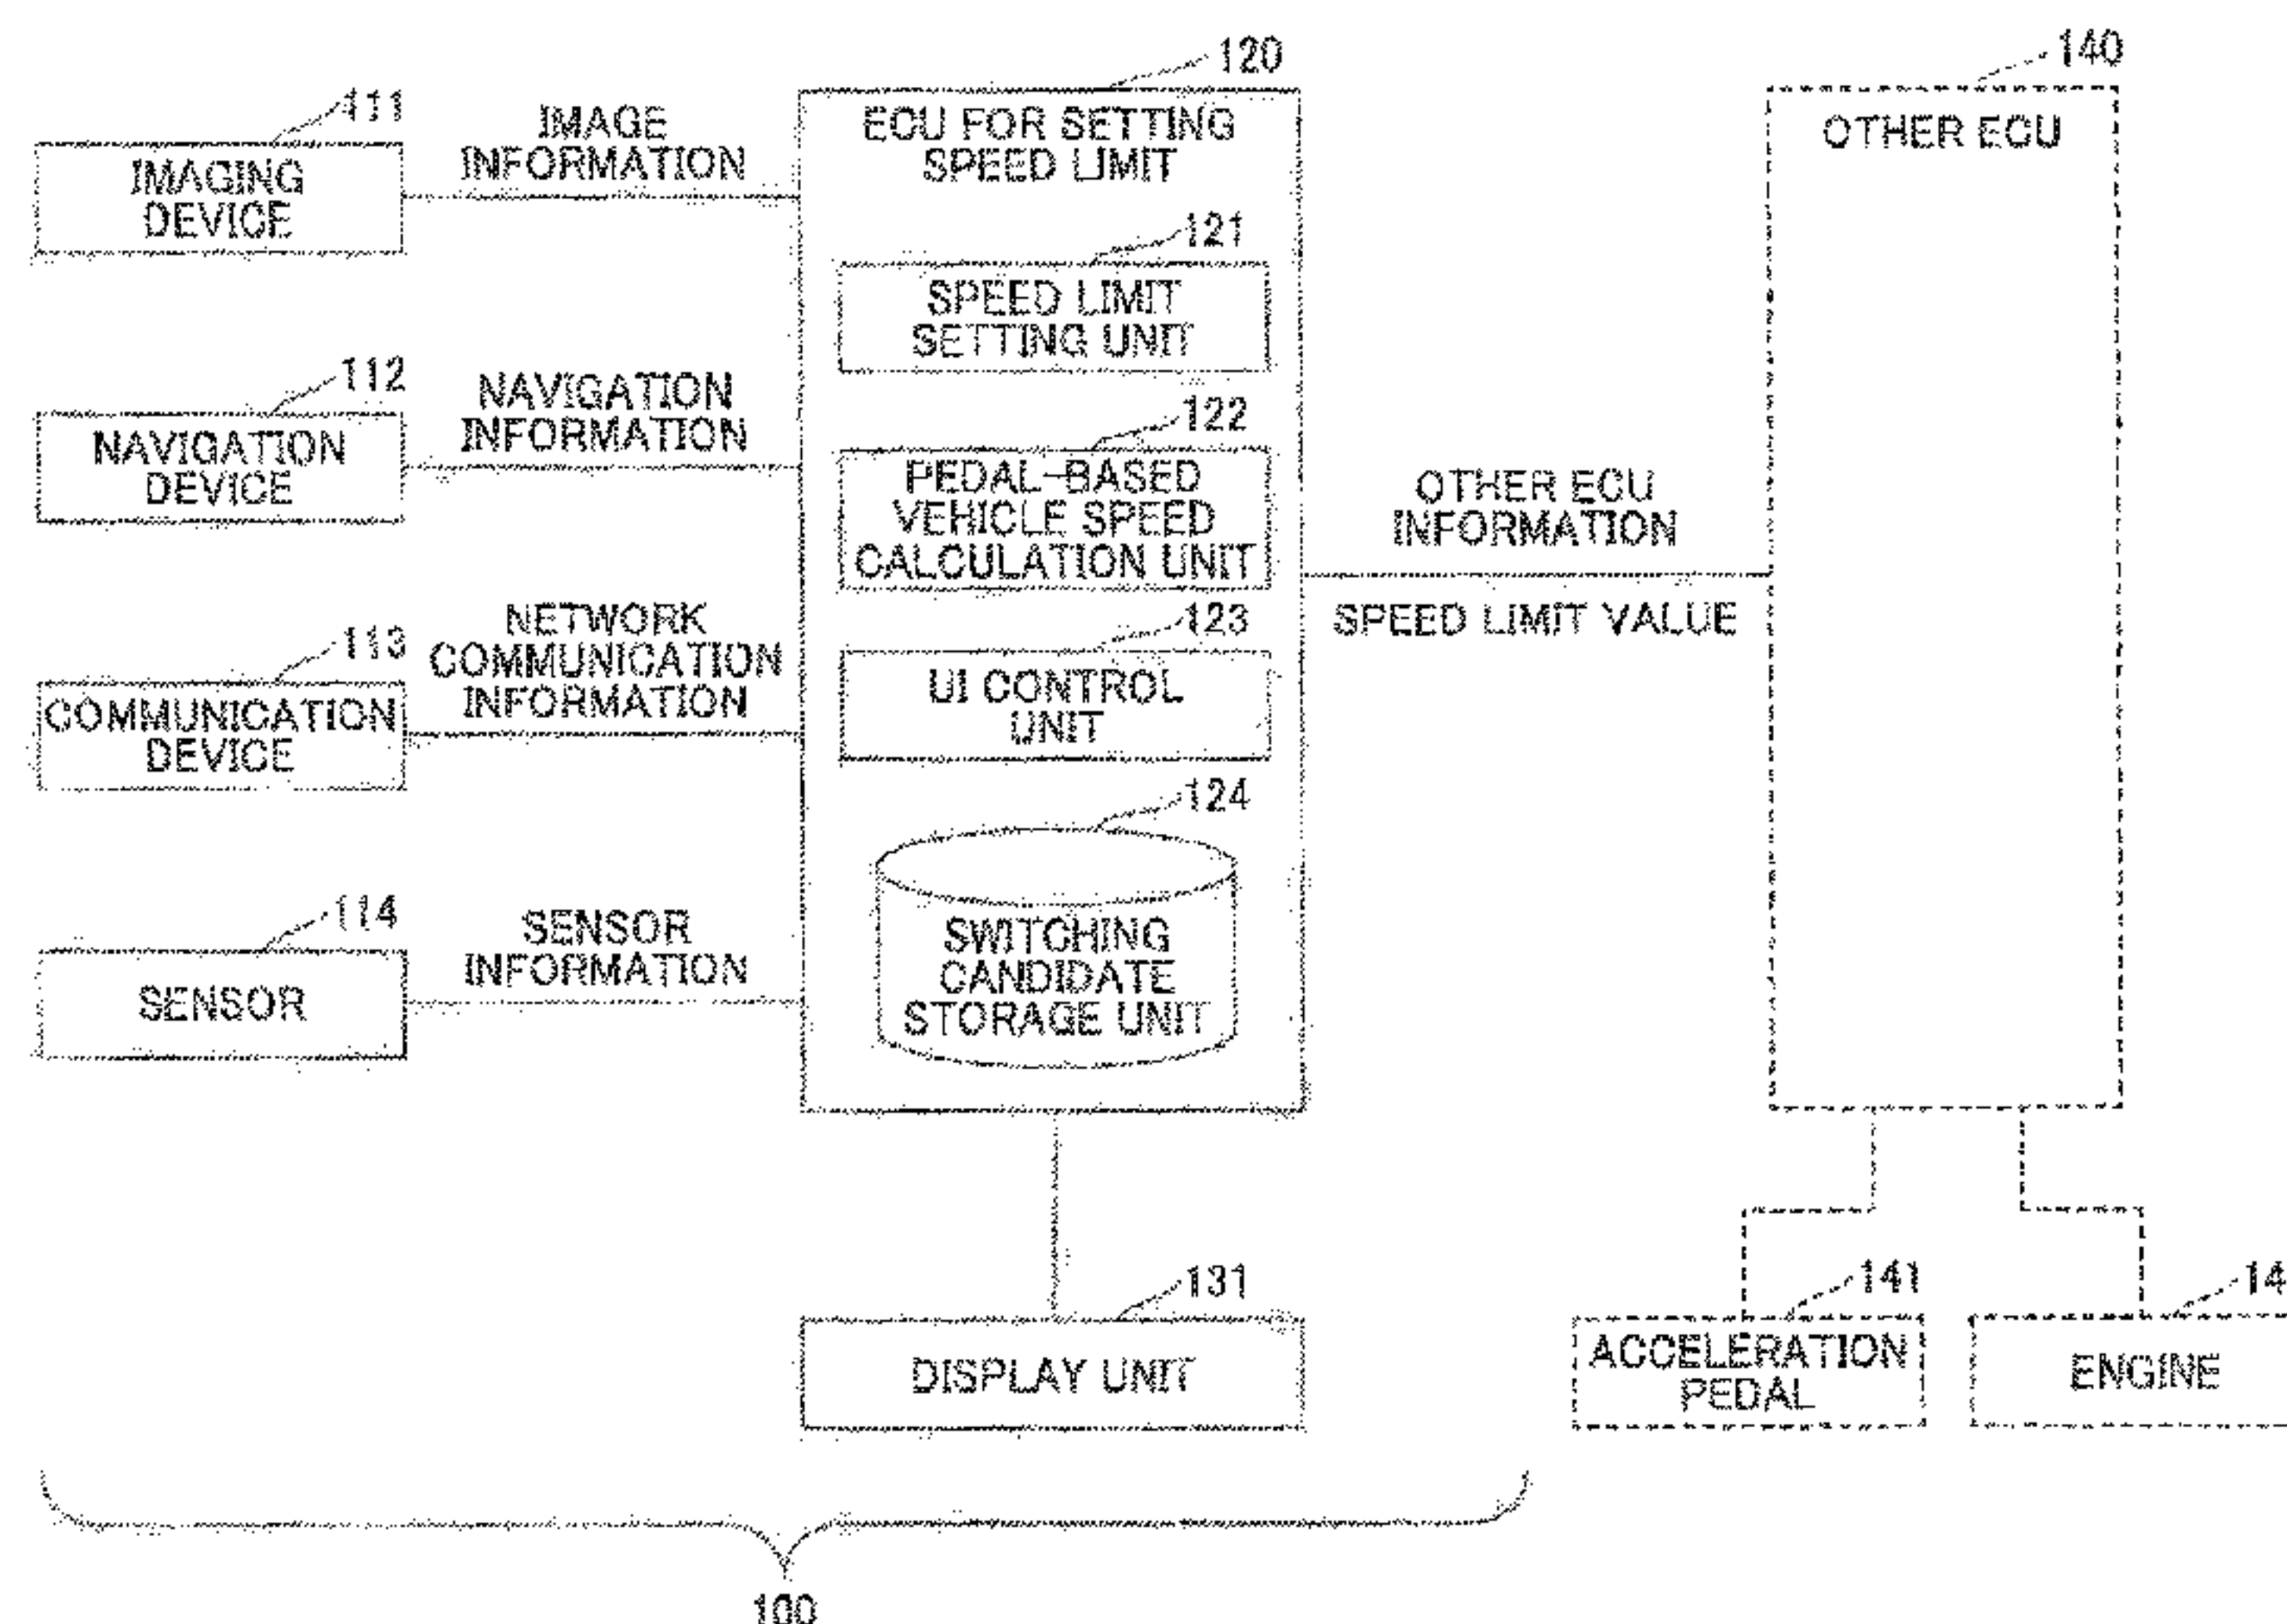 120
140
111
IMAGE
INFORMATION
ECU FOR SETTING
SPEED LIMIT
OTHER ECU
IMAGING
DEVICE
121
SPEED LIMIT
SETTING UNIT
112
NAVIGATION
INFORMATION
NAVIGATION
DEVICE
122
PEDAL-BASED
VEHICLE SPEED
CALCULATION UNIT
OTHER ECU
INFORMATION
SPEED LIMIT VALUE
113
NETWORK
COMMUNICATION
INFORMATION
COMMUNICATION
DEVICE
123
UI CONTROL
UNIT
124
SWITCHING
CANDIDATE
STORAGE UNIT
114
SENSOR
INFORMATION
SENSOR
131
DISPLAY UNIT
141
ACCELERATION
PEDAL
14
ENGINE
100